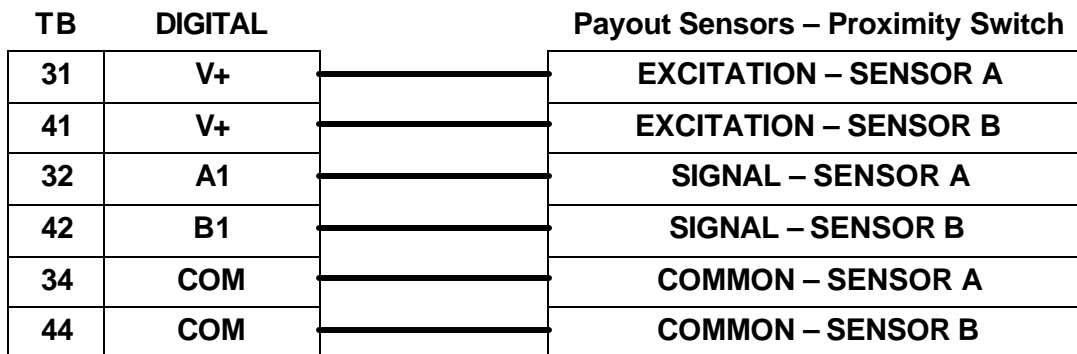 TB DIGITAL Payout Sensors – Proximity Switch
31 V+ EXCITATION – SENSOR A
41 V+ EXCITATION – SENSOR B
32 A1 SIGNAL – SENSOR A
42 B1 SIGNAL – SENSOR B
34 COM COMMON – SENSOR A
44 COM COMMON – SENSOR B